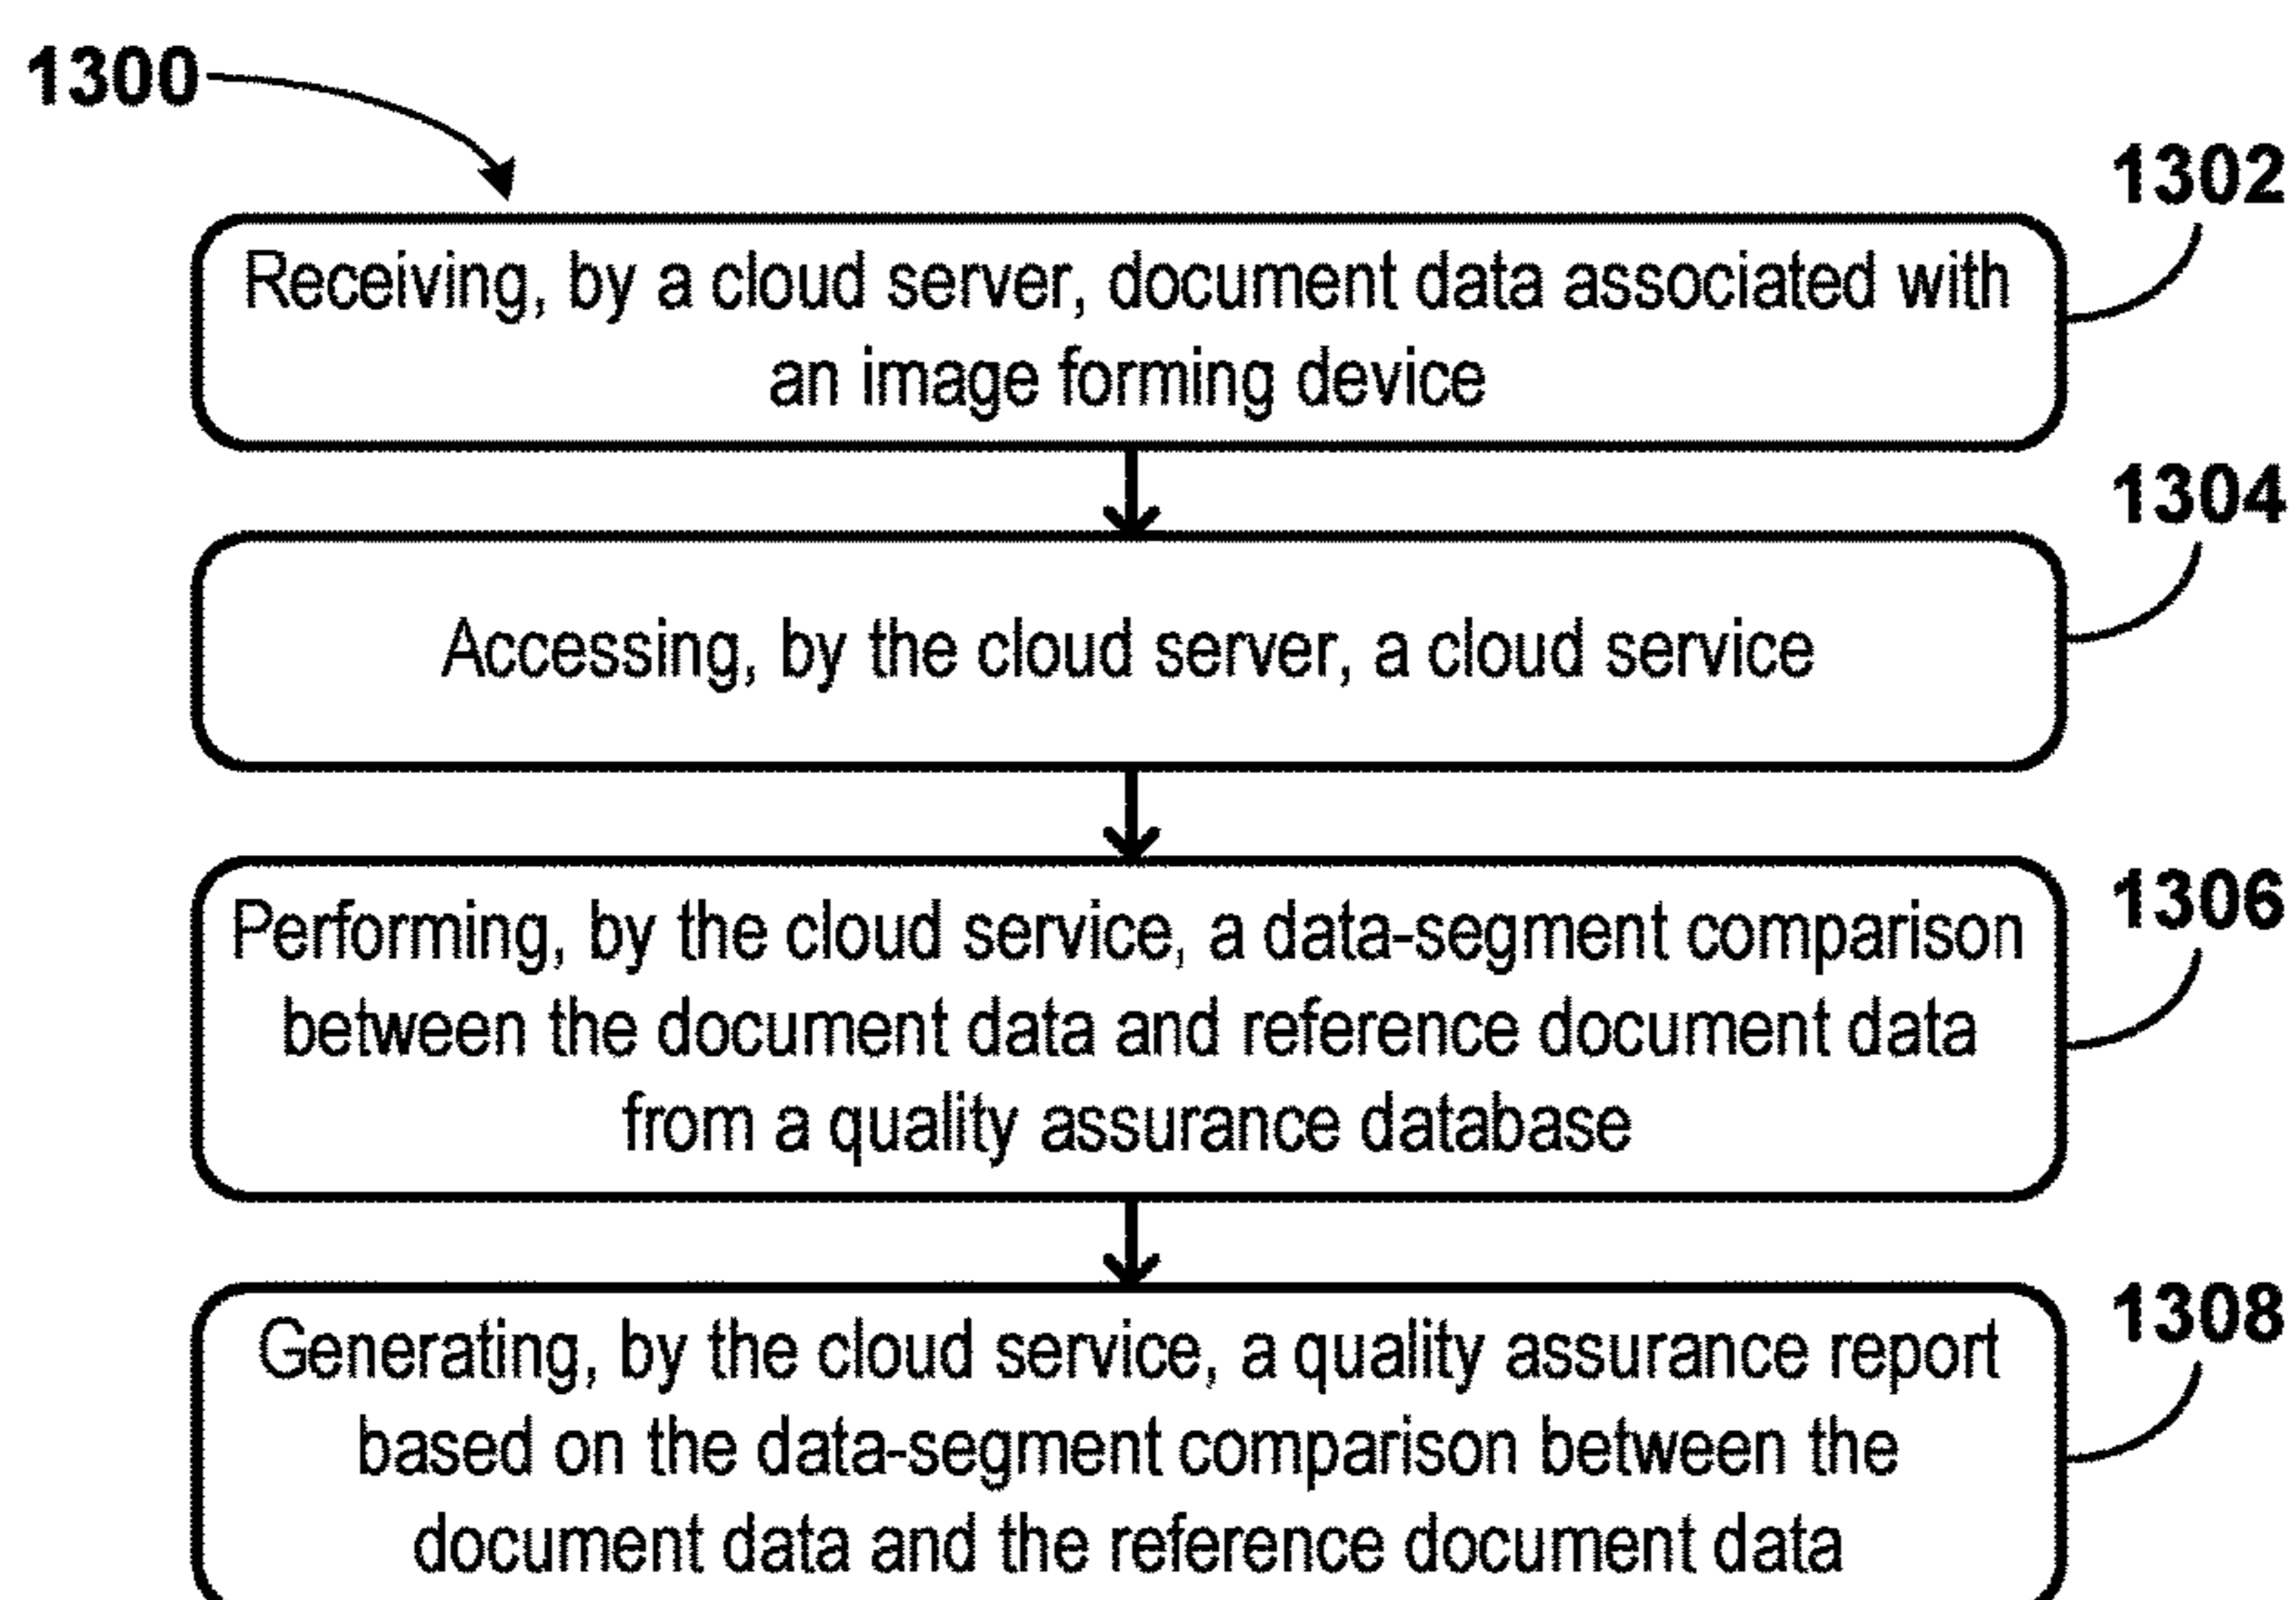 1300
1302
Receiving, by a cloud server, document data associated with
an image forming device
1304
Accessing, by the cloud server, a cloud service
1306
Performing, by the cloud service, a data-segment comparison
between the document data and reference document data
from a quality assurance database
1308
Generating, by the cloud service, a quality assurance report
based on the data-segment comparison between the
document data and the reference document data